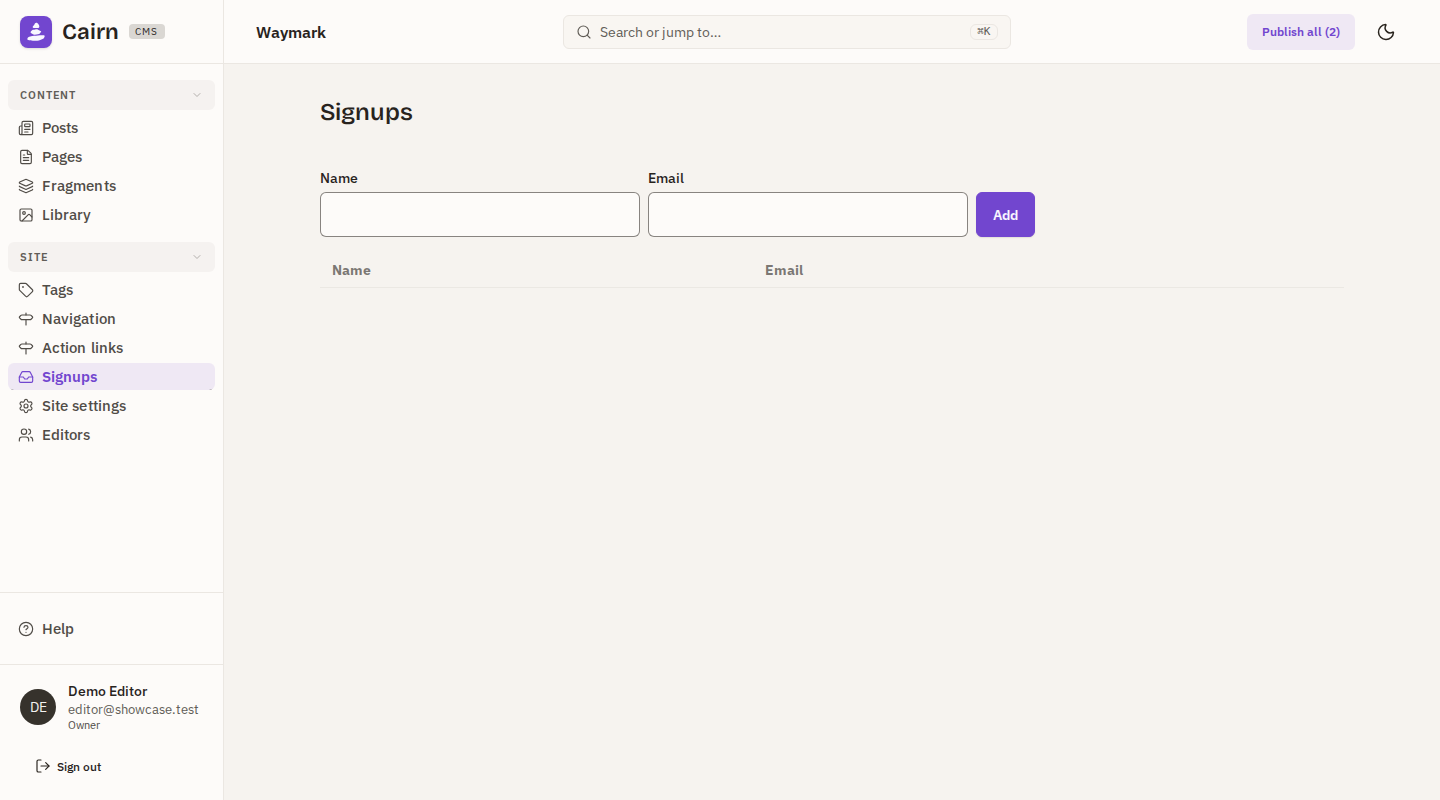 Cairn CMS
Waymark
Search or jump to...
⌘K
Publish all (2)
CONTENT
Posts
Pages
Fragments
Library
SITE
Tags
Navigation
Action links
Signups
Site settings
Editors
Help
DE
Demo Editor
editor@showcase.test
Owner
Sign out
Signups
Name
Email
Add
Name
Email